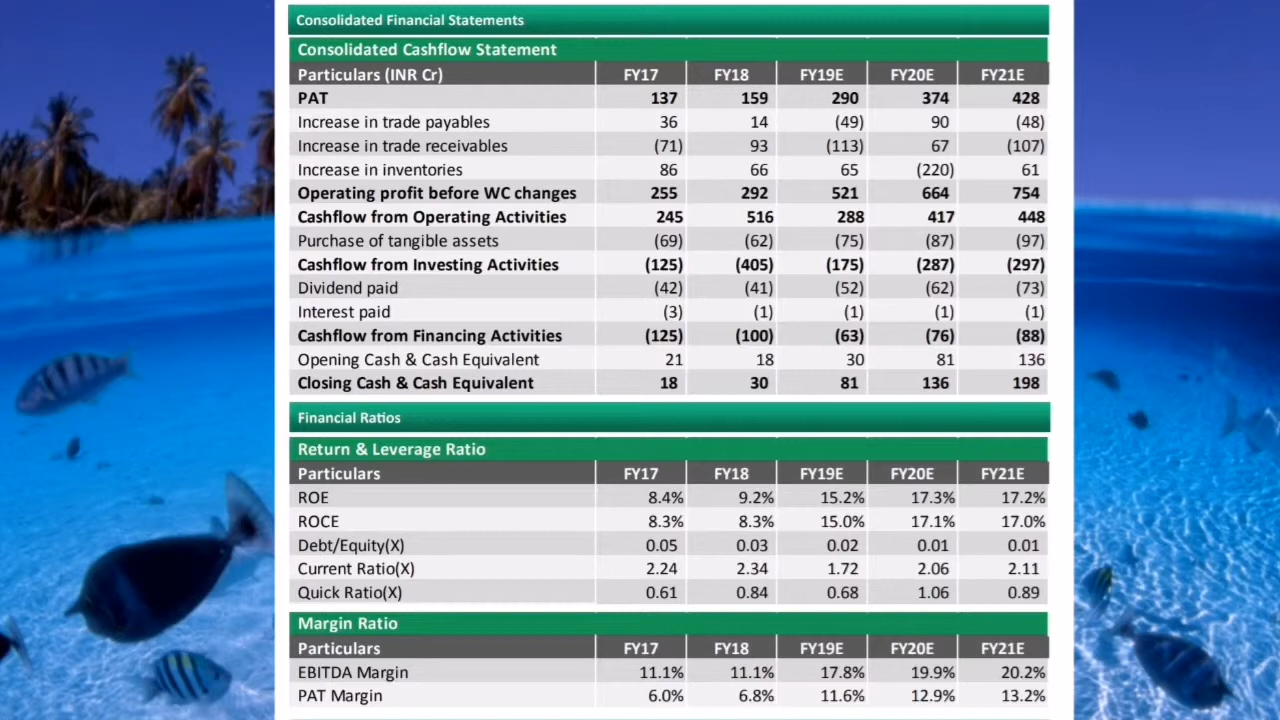 Consolidated Financial Statements
Consolidated Cashflow Statement
Particulars (INR Cr) FY17 FY18 FY19E FY20E FY21E
PAT 137 159 290 374 428
Increase in trade payables 36 14 (49) 90 (48)
Increase in trade receivables (71) 93 (113) 67 (107)
Increase in inventories 86 66 65 (220) 61
Operating profit before WC changes 255 292 521 664 754
Cashflow from Operating Activities 245 516 288 417 448
Purchase of tangible assets (69) (62) (75) (87) (97)
Cashflow from Investing Activities (125) (405) (175) (287) (297)
Dividend paid (42) (41) (52) (62) (73)
Interest paid (3) (1) (1) (1) (1)
Cashflow from Financing Activities (125) (100) (63) (76) (88)
Opening Cash & Cash Equivalent 21 18 30 81 136
Closing Cash & Cash Equivalent 18 30 81 136 198
Financial Ratios
Return & Leverage Ratio
Particulars FY17 FY18 FY19E FY20E FY21E
ROE 8.4% 9.2% 15.2% 17.3% 17.2%
ROCE 8.3% 8.3% 15.0% 17.1% 17.0%
Debt/Equity(X) 0.05 0.03 0.02 0.01 0.01
Current Ratio(X) 2.24 2.34 1.72 2.06 2.11
Quick Ratio(X) 0.61 0.84 0.68 1.06 0.89
Margin Ratio
Particulars FY17 FY18 FY19E FY20E FY21E
EBITDA Margin 11.1% 11.1% 17.8% 19.9% 20.2%
PAT Margin 6.0% 6.8% 11.6% 12.9% 13.2%